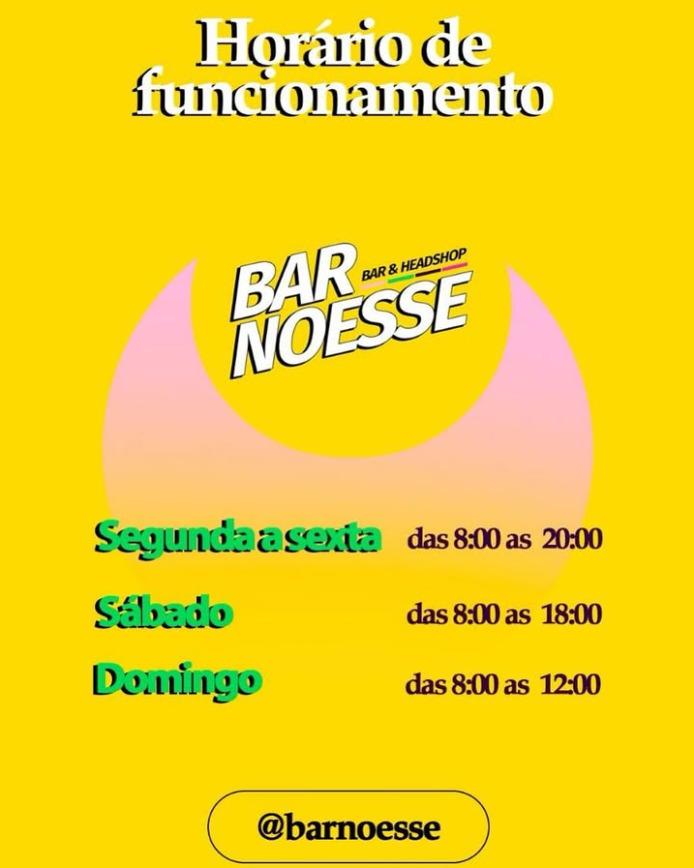 Horário de
funcionamento
BAR
BAR & HEADSHOP
NOESSE
Segunda a sexta das 8:00 as 20:00
Sábado das 8:00 as 18:00
Domingo das 8:00 as 12:00
@barnoesse